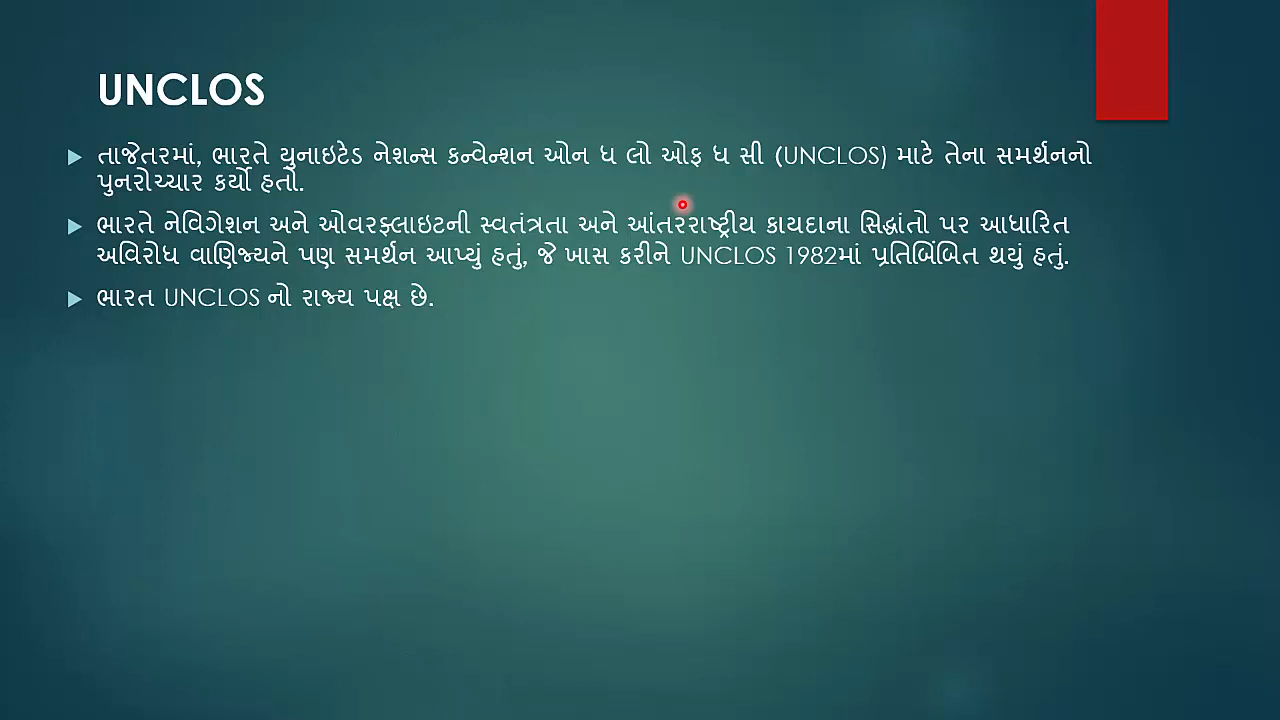 UNCLOS
તાજેતરમાં, ભારતે યુનાઇટેડ નેશન્સ કન્વેન્શન ઓન ધ લો ઓફ ધ સી (UNCLOS) માટે તેના સમર્થનનો
પુનરોચ્ચાર કર્યો હતો.
ભારતે નેવિગેશન અને ઓવરફ્લાઇટની સ્વતંત્રતા અને આંતરરાષ્ટ્રીય કાયદાના સિદ્ધાંતો પર આધારિત
અવિરોધ વાણિજ્યને પણ સમર્થન આપ્યું હતું, જે ખાસ કરીને UNCLOS 1982માં પ્રતિબિંબિત થયું હતું.
ભારત UNCLOS નો રાજ્ય પક્ષ છે.